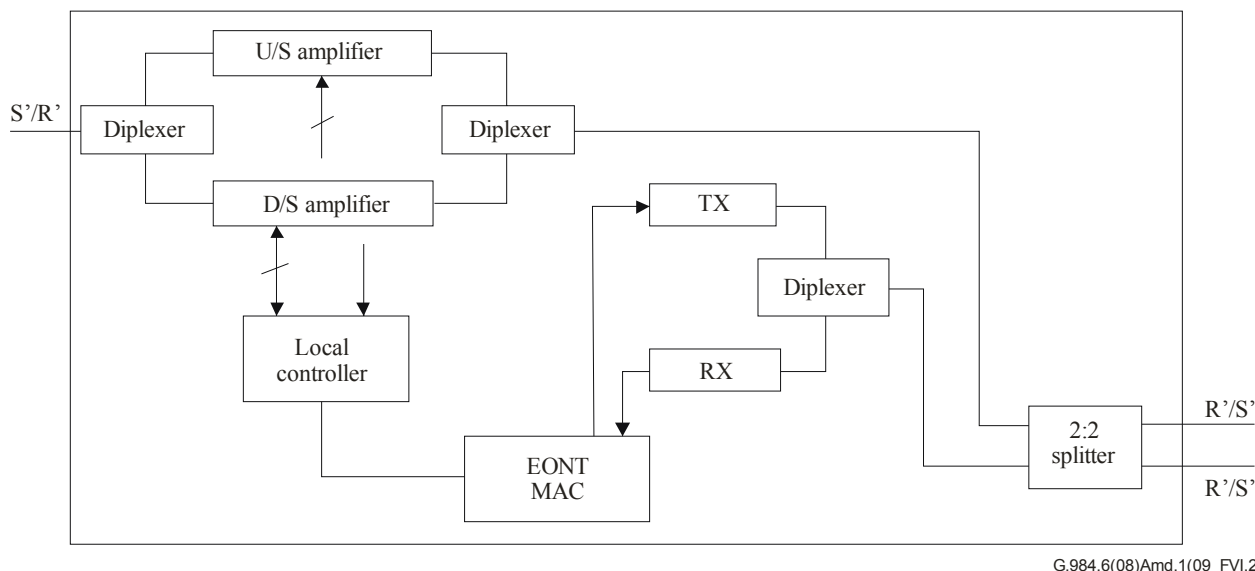 U/S amplifier
S’/R’
Diplexer
Diplexer
D/S amplifier
TX
Diplexer
Local
controller
RX
R’/S’
2:2
splitter
EONT
MAC
R’/S’
G.984.6(08)Amd.1(09_FVI.2